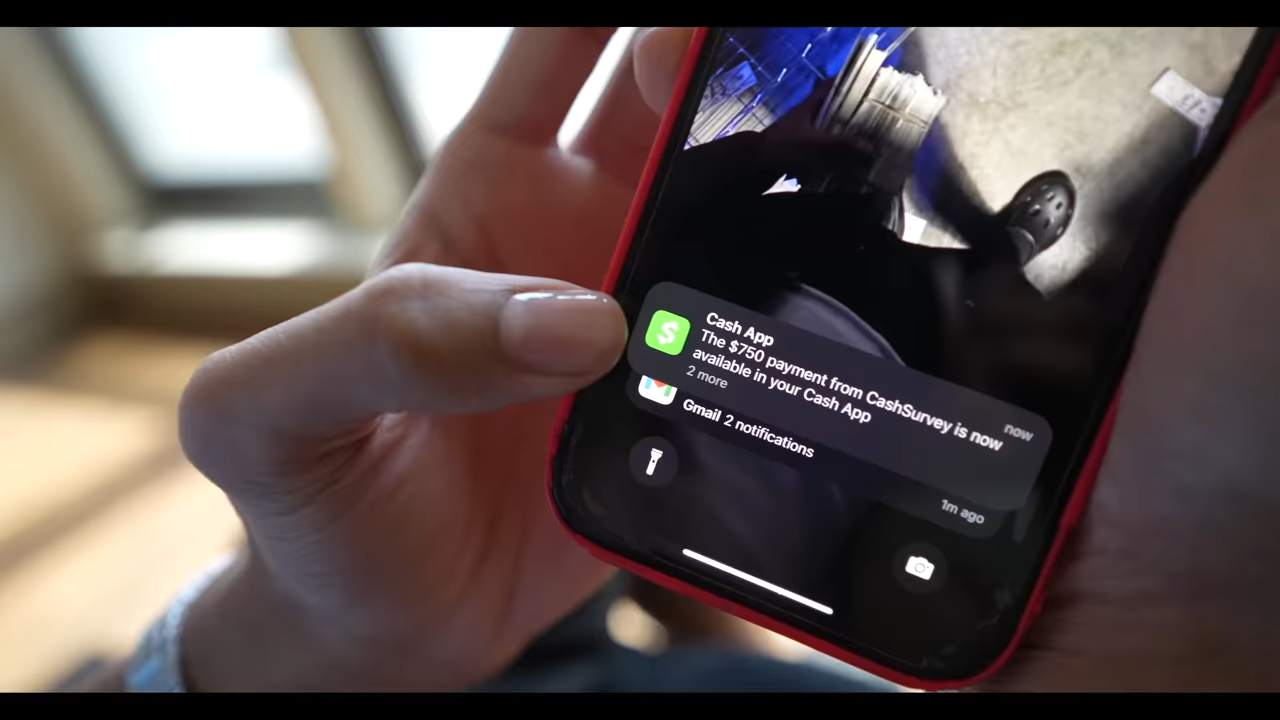 Cash App
The $750 payment from CashSurvey is now
available in your Cash App
now
2 more
Gmail 2 notifications
1m ago